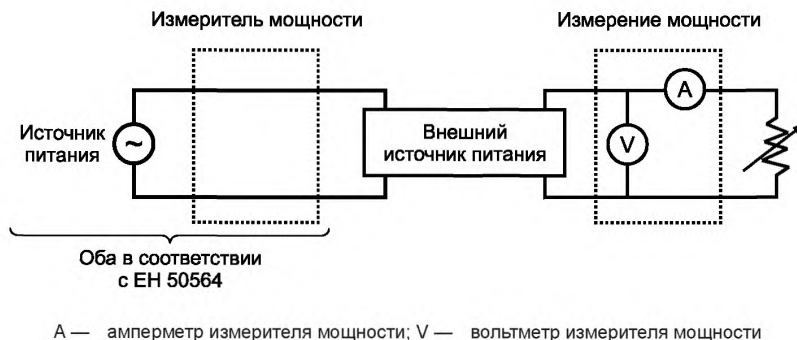 Измеритель мощности
Измерение мощности
Источник
питания
~
Внешний
источник питания
A
V
Оба в соответствии
с ЕН 50564
A — амперметр измерителя мощности; V — вольтметр измерителя мощности